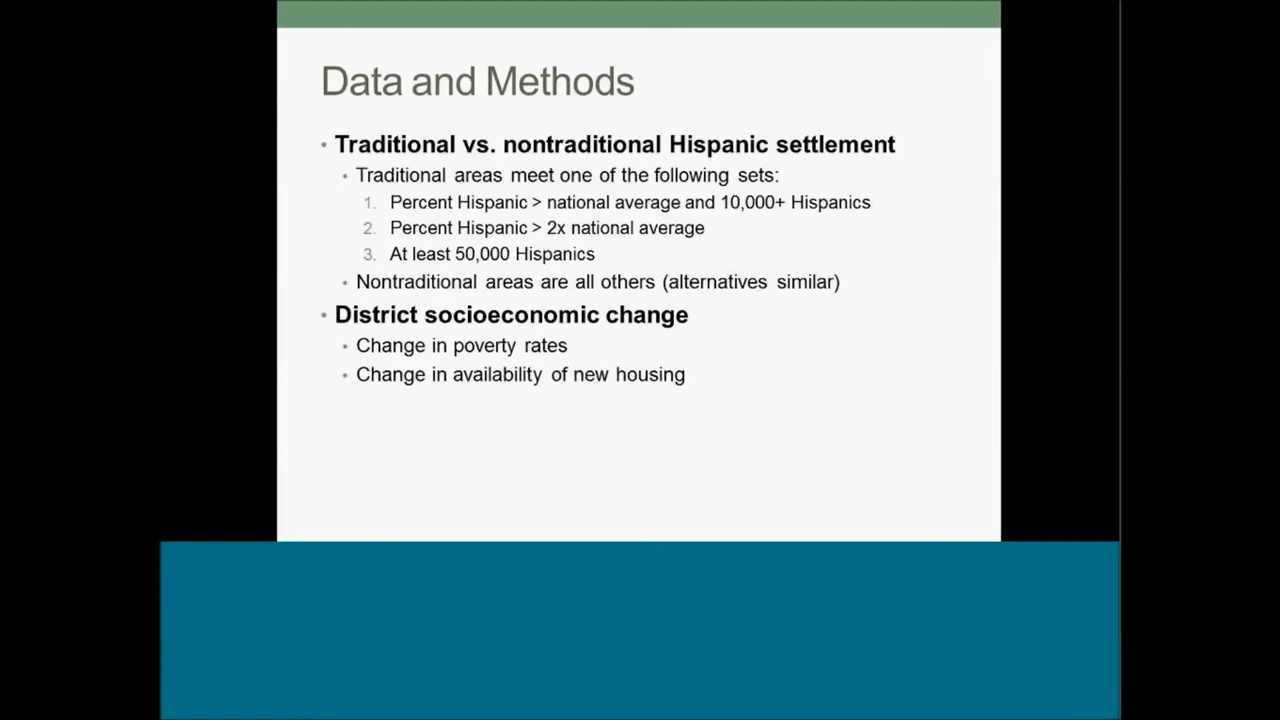 Data and Methods
• Traditional vs. nontraditional Hispanic settlement
• Traditional areas meet one of the following sets:
1. Percent Hispanic > national average and 10,000+ Hispanics
2. Percent Hispanic > 2x national average
3. At least 50,000 Hispanics
• Nontraditional areas are all others (alternatives similar)
• District socioeconomic change
• Change in poverty rates
• Change in availability of new housing